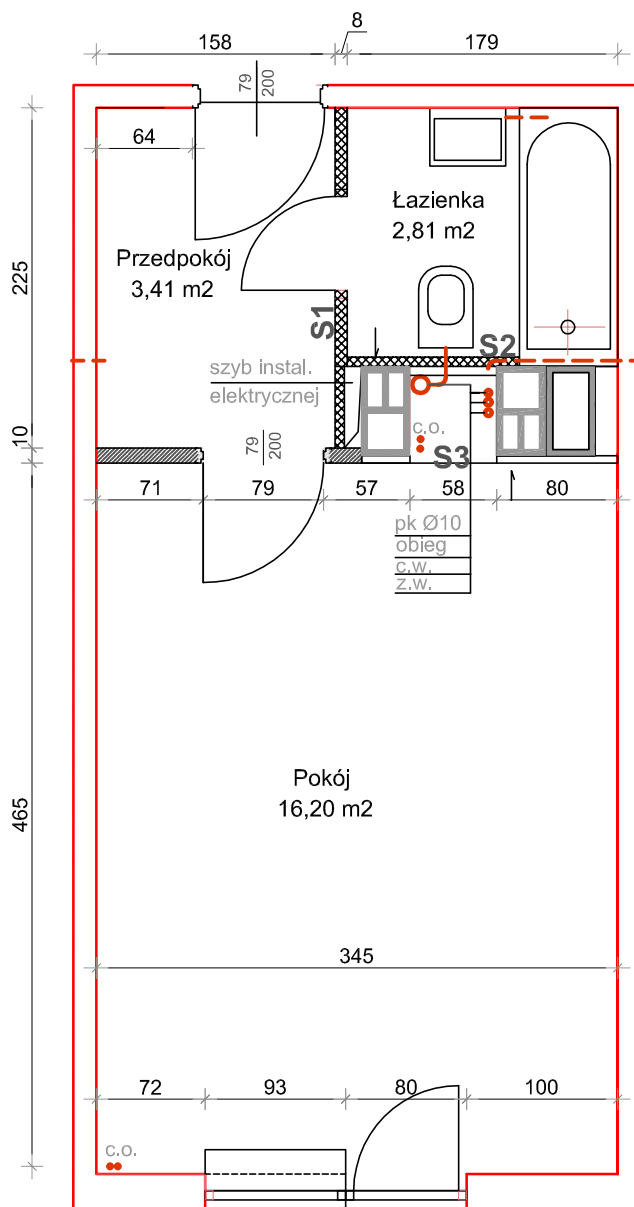 158
8
179
79
200
64
Łazienka
2,81 m2
Przedpokój
3,41 m2
225
S1
S2
szyb instal.
elektrycznej
79
200
c.o.
S3
10
71
79
57
58
80
pk Ø10
obieg
c.w.
z.w.
Pokój
16,20 m2
465
345
72
93
80
100
c.o.